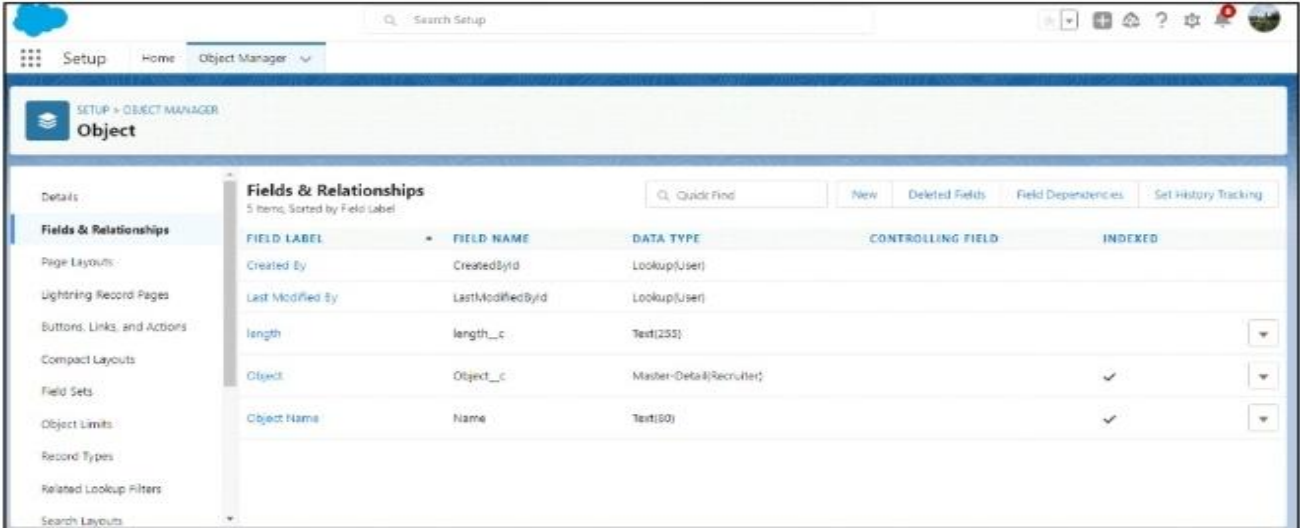 Search Setup
Setup Home Object Manager
SETUP > OBJECT MANAGER
Object
Details
Fields & Relationships
Page Layouts
Lightning Record Pages
Buttons, Links, and Actions
Compact Layouts
Field Sets
Object Limits
Record Types
Related Lookup Filters
Search Layouts
Fields & Relationships
5 Items, Sorted by Field Label
Quick Find New Deleted Fields Field Dependencies Set History Tracking
FIELD LABEL FIELD NAME DATA TYPE CONTROLLING FIELD INDEXED
Created By CreatedById Lookup(User)
Last Modified By LastModifiedById Lookup(User)
length length__c Text(255)
Object Object__c Master-Detail(Recruiter)
Object Name Name Text(80)